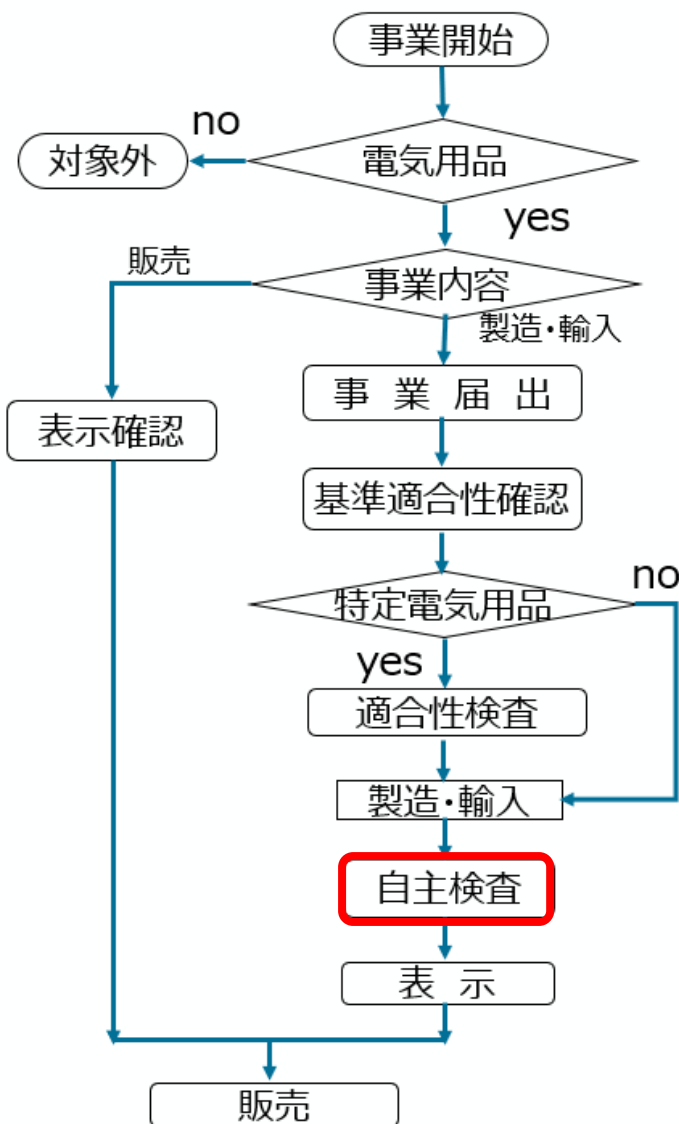 事業開始
no
対象外
電気用品
yes
販売
事業内容
製造・輸入
事 業 届 出
表示確認
基準適合性確認
no
特定電気用品
yes
適合性検査
製造・輸入
自主検査
表 示
販売